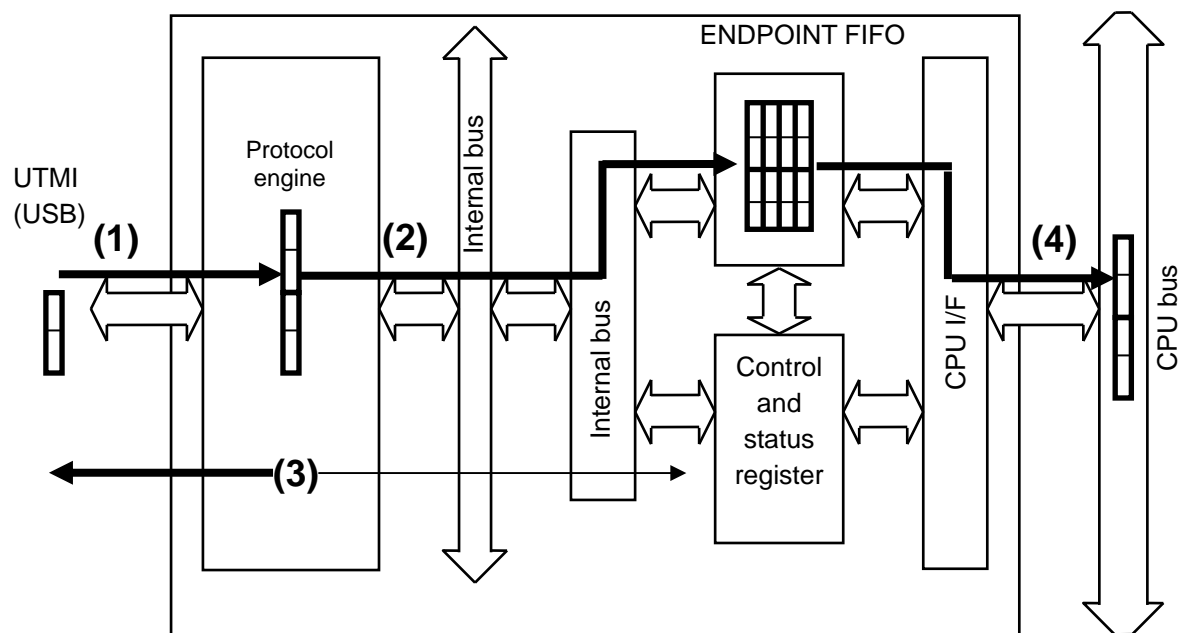 ENDPOINT FIFO
UTMI
(USB)
(1)
Protocol
engine
(2)
Internal bus
Internal bus
(3)
Control
and
status
register
CPU I/F
(4)
CPU bus